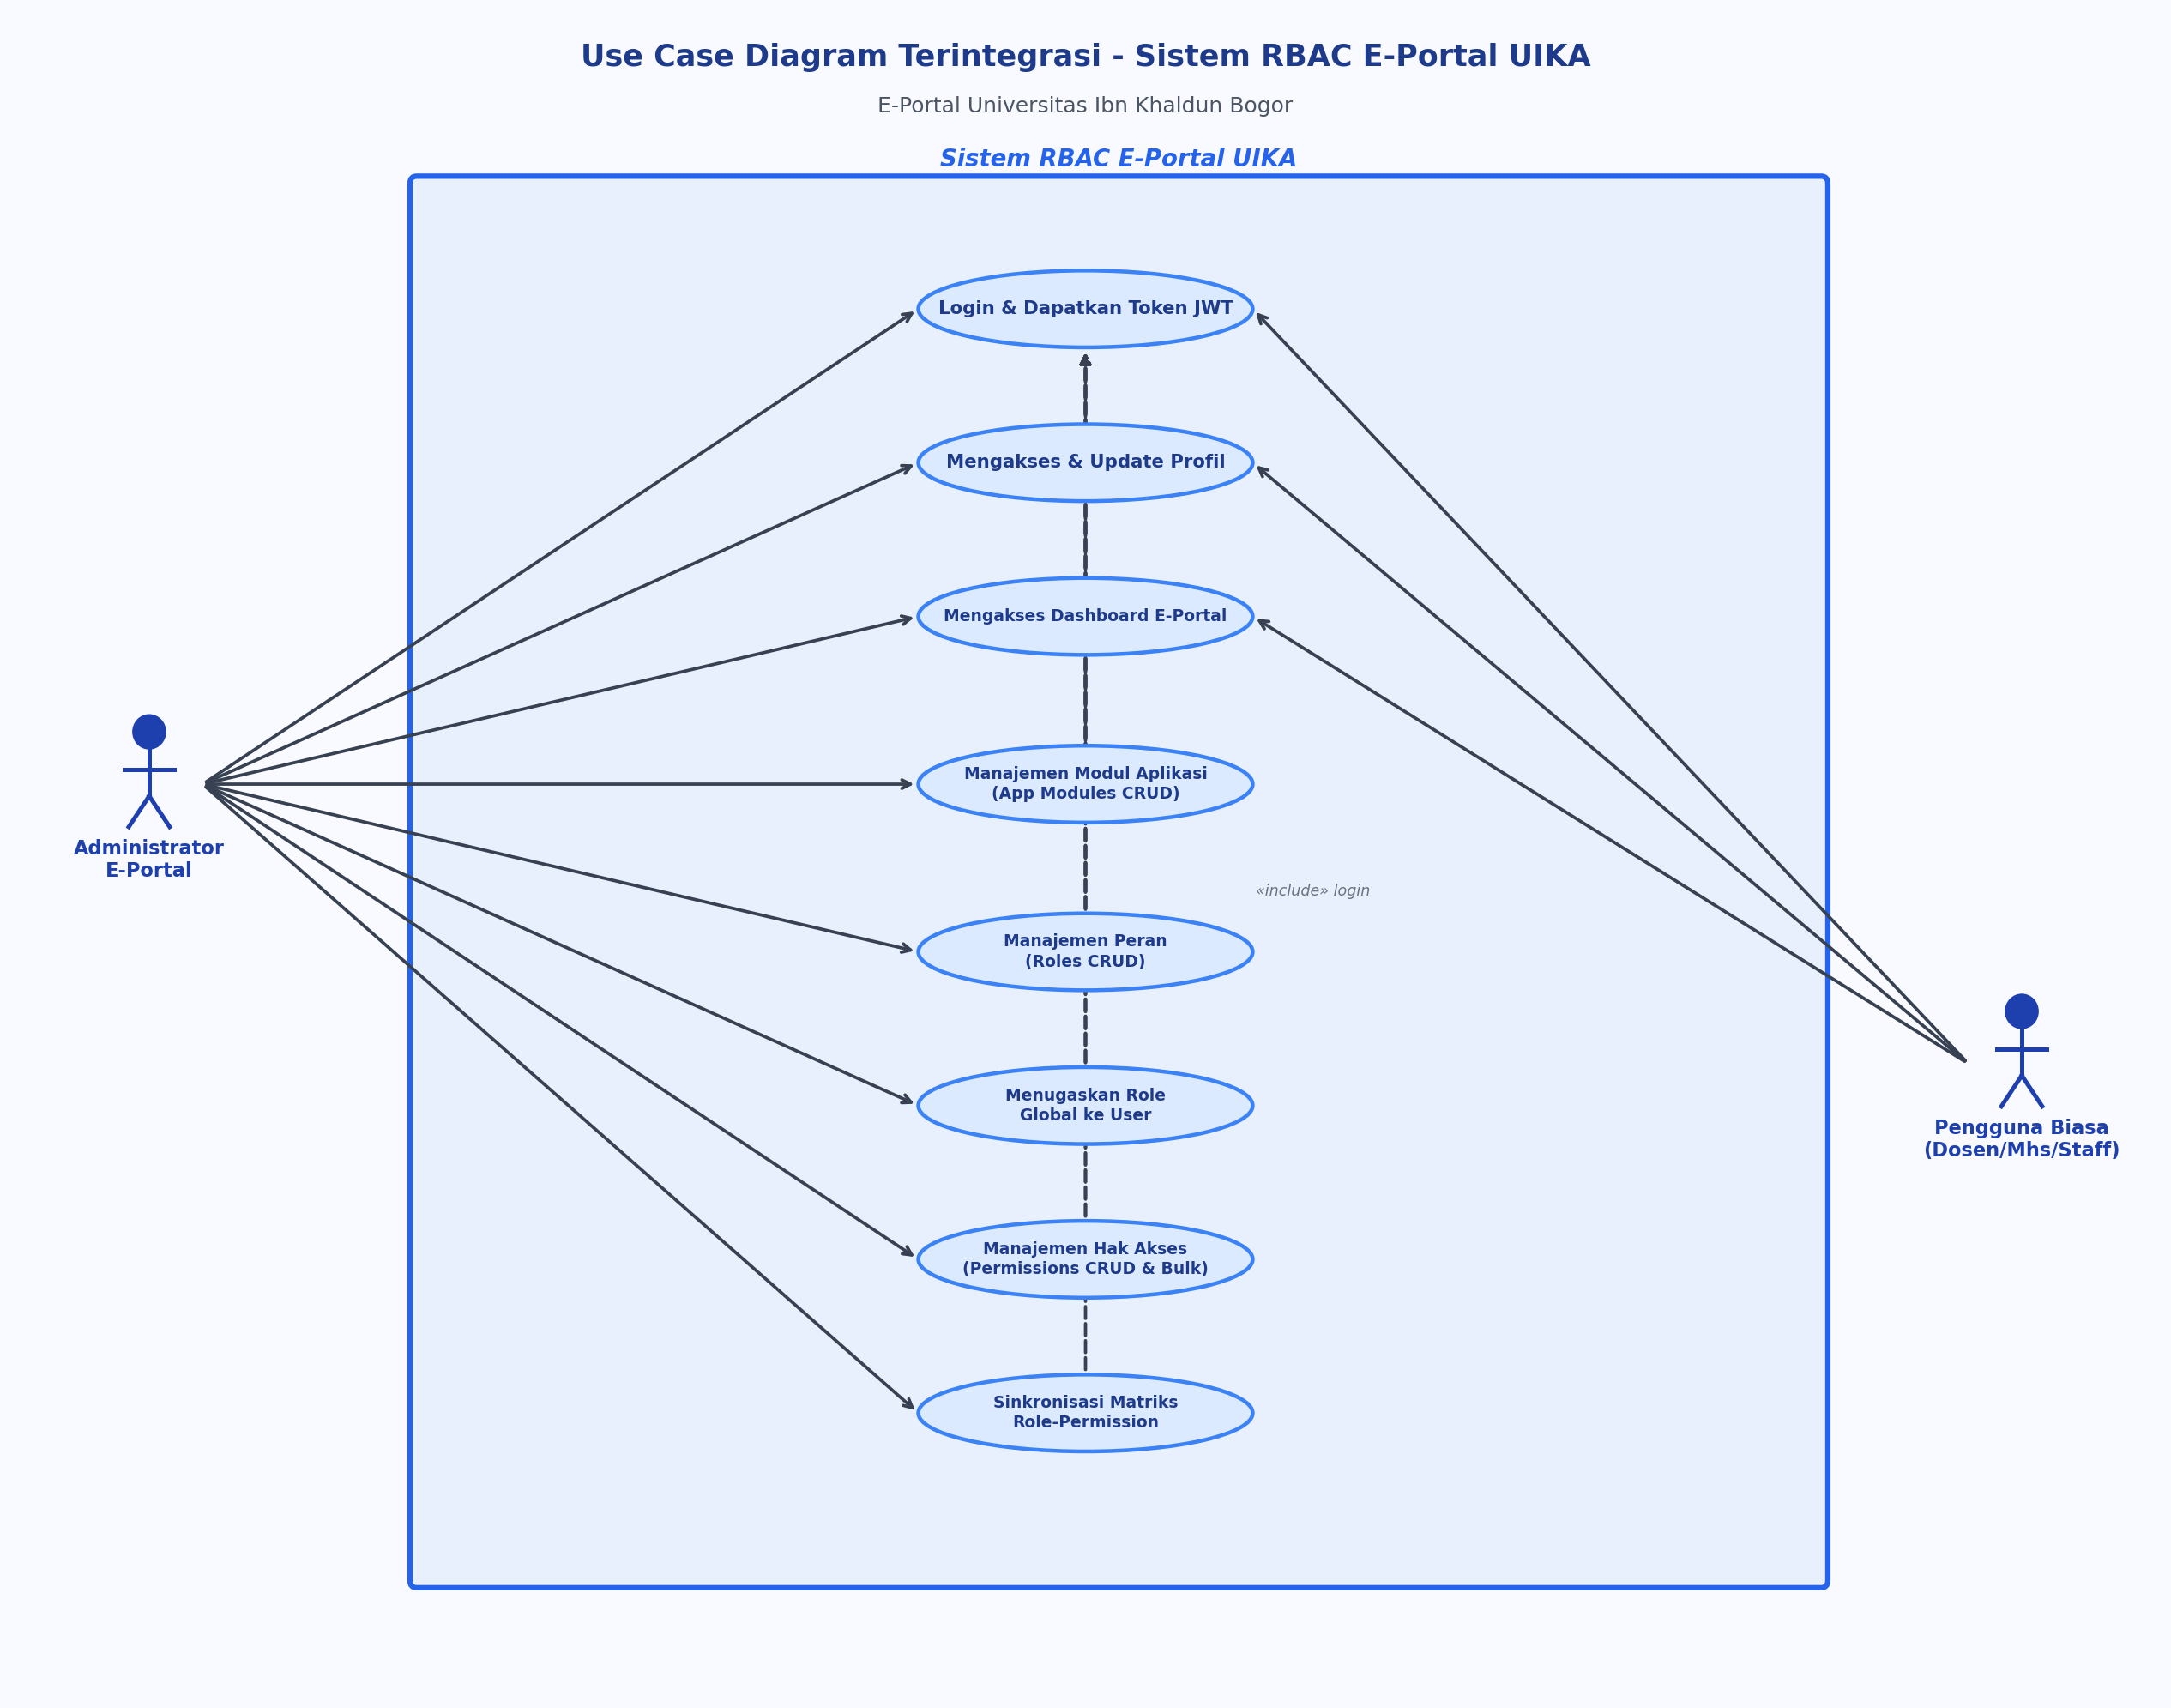 Use Case Diagram Terintegrasi - Sistem RBAC E-Portal UIKA
E-Portal Universitas Ibn Khaldun Bogor
Sistem RBAC E-Portal UIKA
Login & Dapatkan Token JWT
Mengakses & Update Profil
Mengakses Dashboard E-Portal
Manajemen Modul Aplikasi
(App Modules CRUD)
Administrator
E-Portal
«include» login
Manajemen Peran
(Roles CRUD)
Menugaskan Role
Global ke User
Pengguna Biasa
(Dosen/Mhs/Staff)
Manajemen Hak Akses
(Permissions CRUD & Bulk)
Sinkronisasi Matriks
Role-Permission